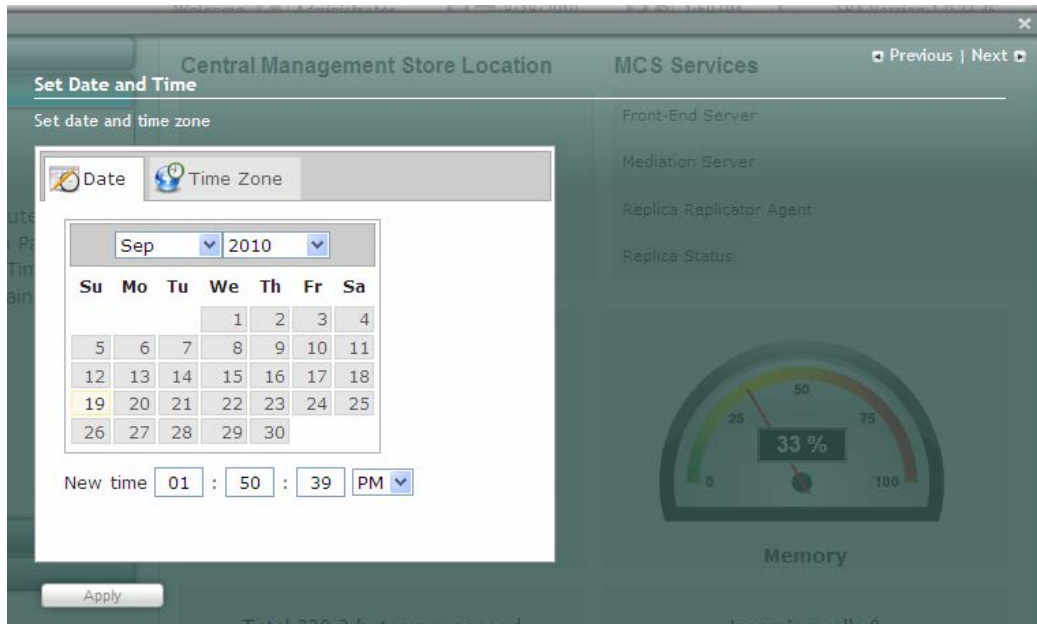 Welcome Administrator
Central Management Store Location
MCS Services
Previous | Next
Set Date and Time
Set date and time zone
Front-End Server
Mediation Server
Replica Replicator Agent
Replica Status
Date
Time Zone
Sep 2010
Su Mo Tu We Th Fr Sa
1 2 3 4
5 6 7 8 9 10 11
12 13 14 15 16 17 18
19 20 21 22 23 24 25
26 27 28 29 30
New time 01 : 50 : 39 PM
0 25 50 75 100
33 %
Memory
Apply